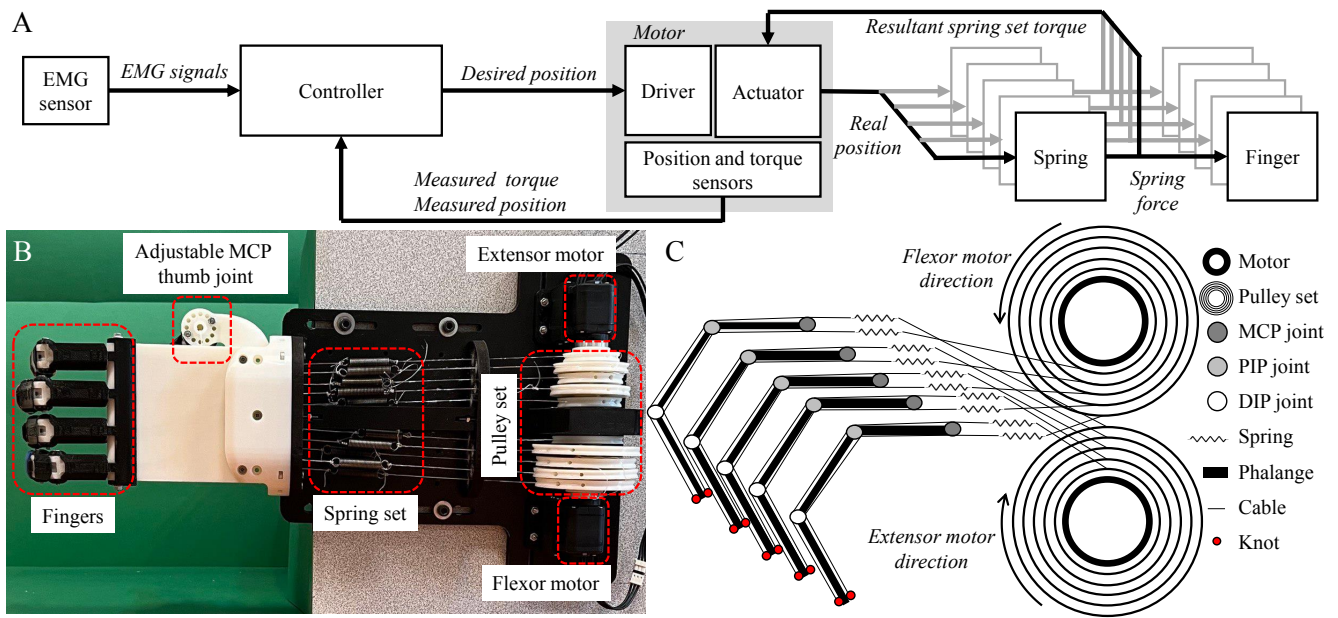 A
EMG
sensor
EMG signals
Controller
Desired position
Motor
Driver
Actuator
Position and torque
sensors
Measured torque
Measured position
Resultant spring set torque
Real
position
Spring
Spring
force
Finger
B
Adjustable MCP
thumb joint
Extensor motor
Pulley set
Fingers
Spring set
Flexor motor
C
Flexor motor
direction
Extensor motor
direction
Motor
Pulley set
MCP joint
PIP joint
DIP joint
Spring
Phalange
Cable
Knot